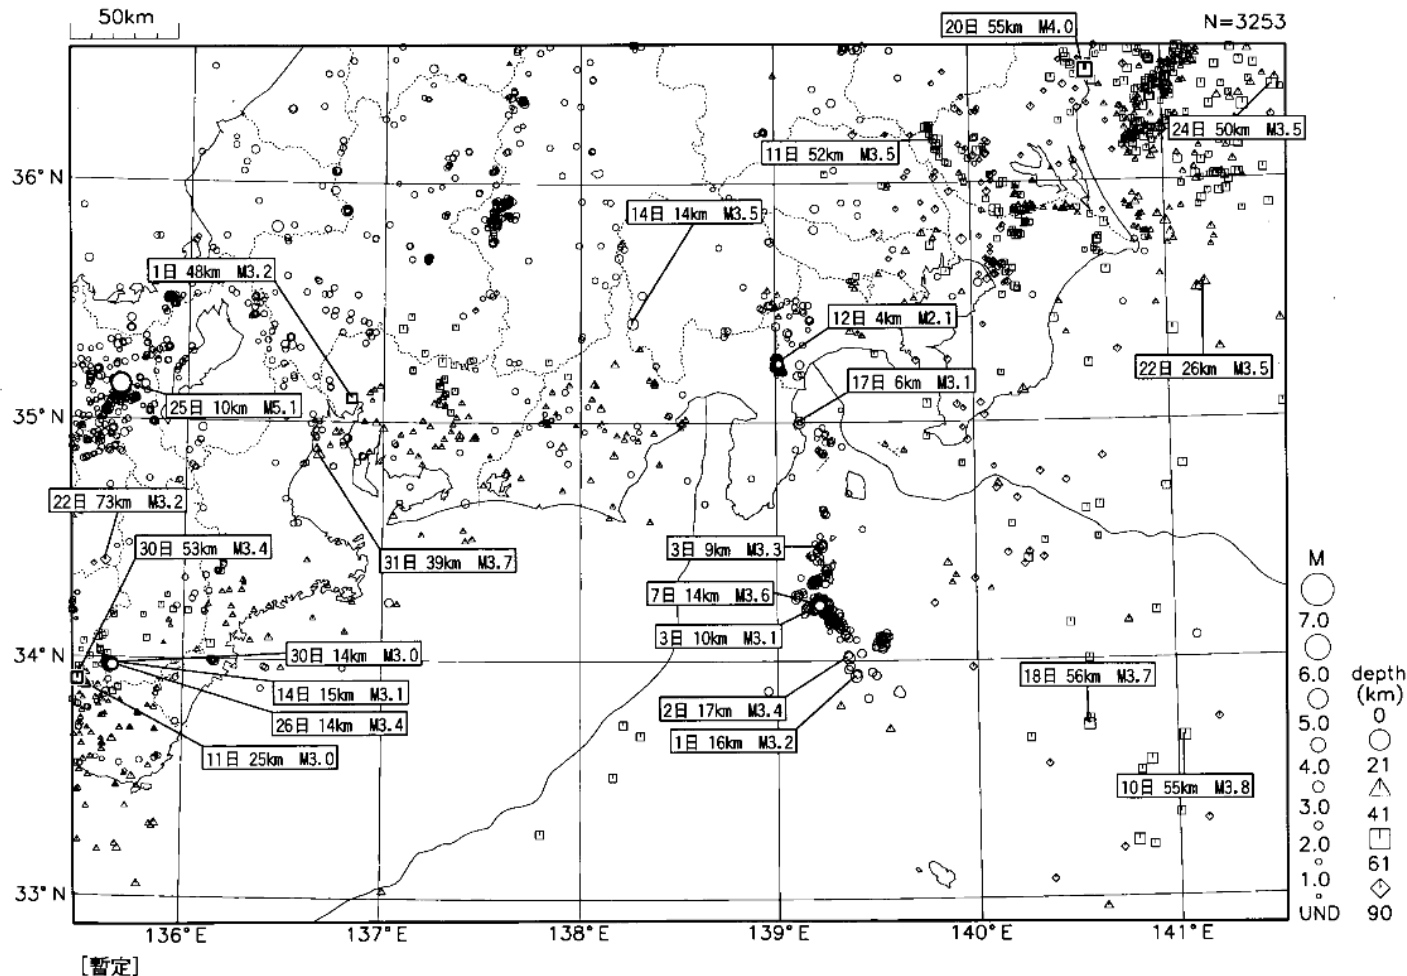 50km
N=3253
20日 55km M4.0
24日 50km M3.5
11日 52km M3.5
36°N
14日 14km M3.5
1日 48km M3.2
12日 4km M2.1
22日 26km M3.5
17日 6km M3.1
25日 10km M5.1
35°N
22日 73km M3.2
30日 53km M3.4
31日 39km M3.7
3日 9km M3.3
7日 14km M3.6
3日 10km M3.1
34°N
30日 14km M3.0
14日 15km M3.1
26日 14km M3.4
11日 25km M3.0
2日 17km M3.4
1日 16km M3.2
18日 56km M3.7
10日 55km M3.8
33°N
136°E
137°E
138°E
139°E
140°E
141°E
M
7.0
6.0
5.0
4.0
3.0
2.0
1.0
UND
depth
(km)
0
21
41
61
90
[暫定]